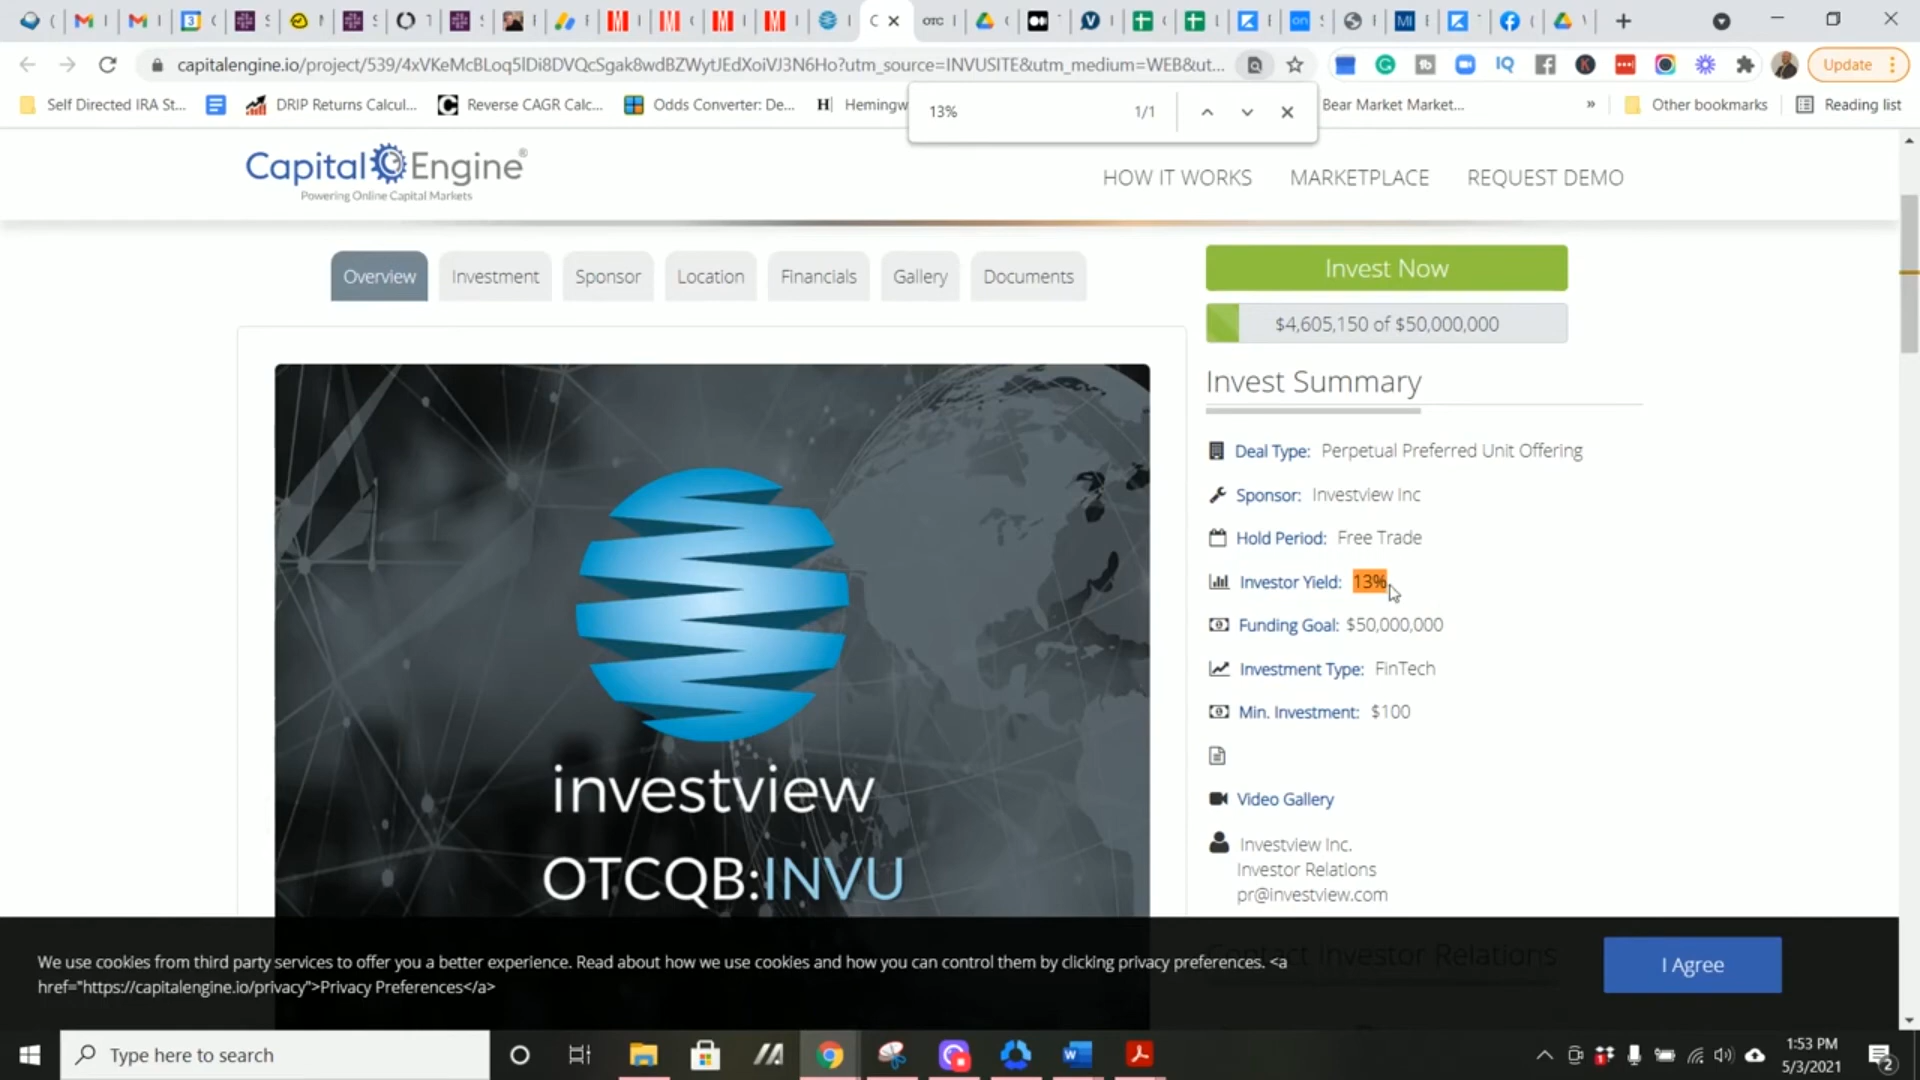 capitalengine.io/project/539/4xVKeMcBLoq5lDi8DVQcSgak8wdBZWytJEdXoiVJ3N6Ho?utm_source=INVUSITE&utm_medium=WEB&ut...
Update
Self Directed IRA St...
DRIP Returns Calcul...
Reverse CAGR Calc...
Odds Converter: De...
Hemingw
Bear Market Market...
»
Other bookmarks
Reading list
13%
1/1
Capital Engine®
Powering Online Capital Markets
HOW IT WORKS
MARKETPLACE
REQUEST DEMO
Overview
Investment
Sponsor
Location
Financials
Gallery
Documents
Invest Now
$4,605,150 of $50,000,000
Invest Summary
Deal Type: Perpetual Preferred Unit Offering
Sponsor: Investview Inc
Hold Period: Free Trade
Investor Yield: 13%
Funding Goal: $50,000,000
Investment Type: FinTech
Min. Investment: $100
Video Gallery
Investview Inc.
Investor Relations
pr@investview.com
Contact Investor Relations
investview
OTCQB:INVU
We use cookies from third party services to offer you a better experience. Read about how we use cookies and how you can control them by clicking privacy preferences. <a
href="https://capitalengine.io/privacy">Privacy Preferences</a>
I Agree
Type here to search
1:53 PM
5/3/2021
2